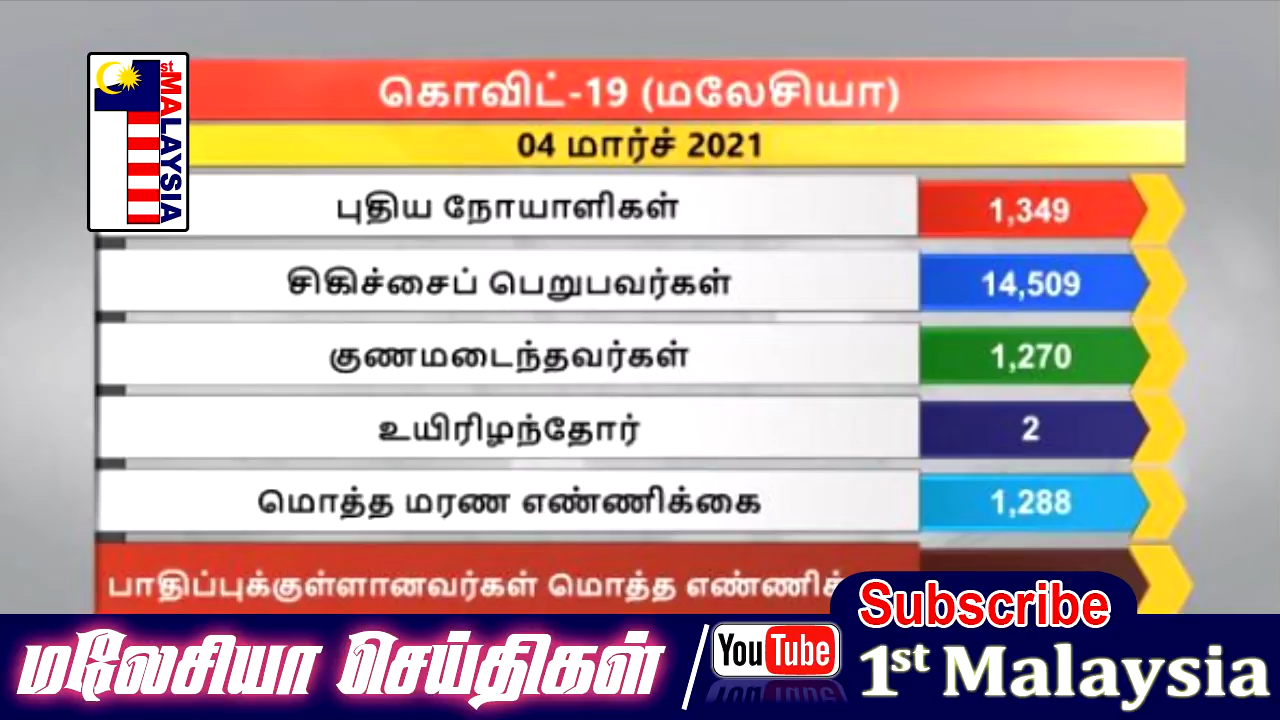 1st MALAYSIA
கொவிட்-19 (மலேசியா)
04 மார்ச் 2021
புதிய நோயாளிகள் 1,349
சிகிச்சைப் பெறுபவர்கள் 14,509
குணமடைந்தவர்கள் 1,270
உயிரிழந்தோர் 2
மொத்த மரண எண்ணிக்கை 1,288
பாதிப்புக்குள்ளானவர்கள் மொத்த
Subscribe
மலேசியா செய்திகள் / YouTube 1st Malaysia